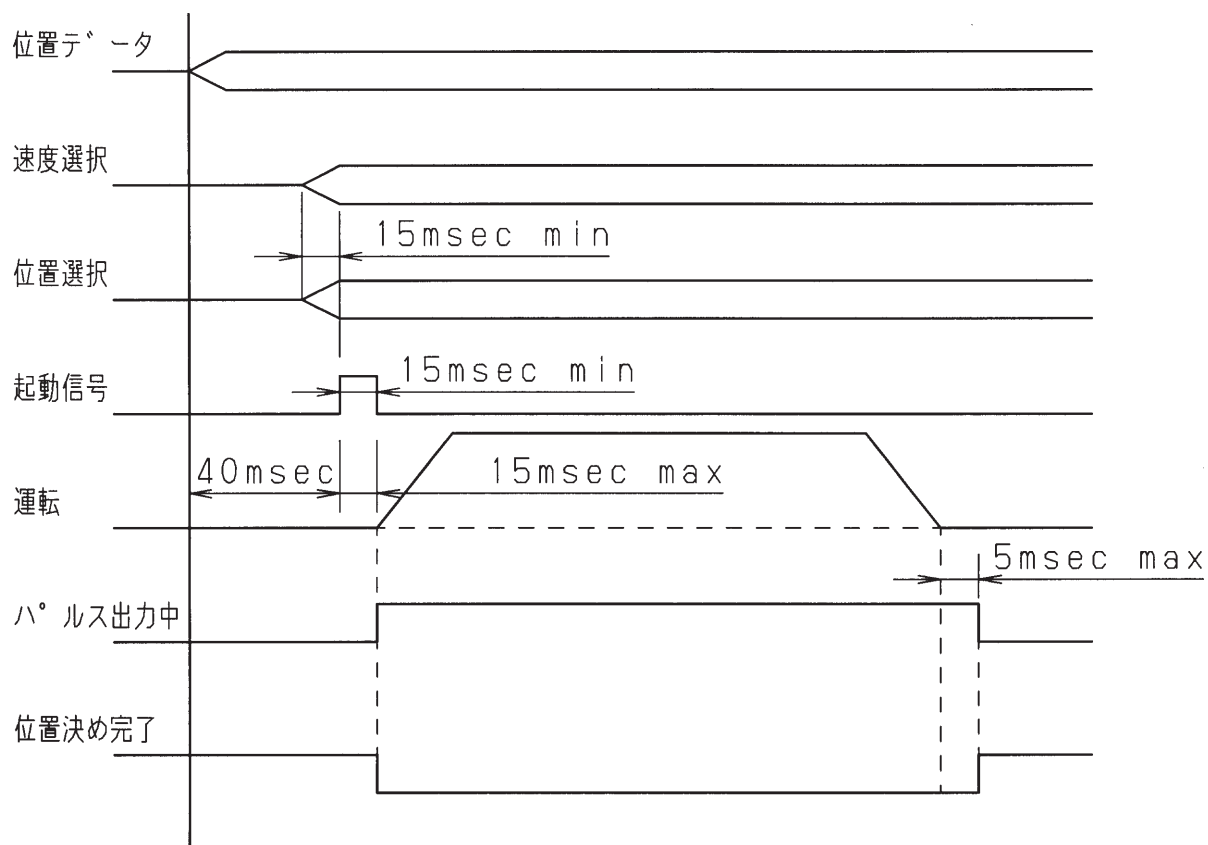 位置データ
速度選択
15msec min
位置選択
15msec min
起動信号
40msec
15msec max
運転
5msec max
パルス出力中
位置決め完了